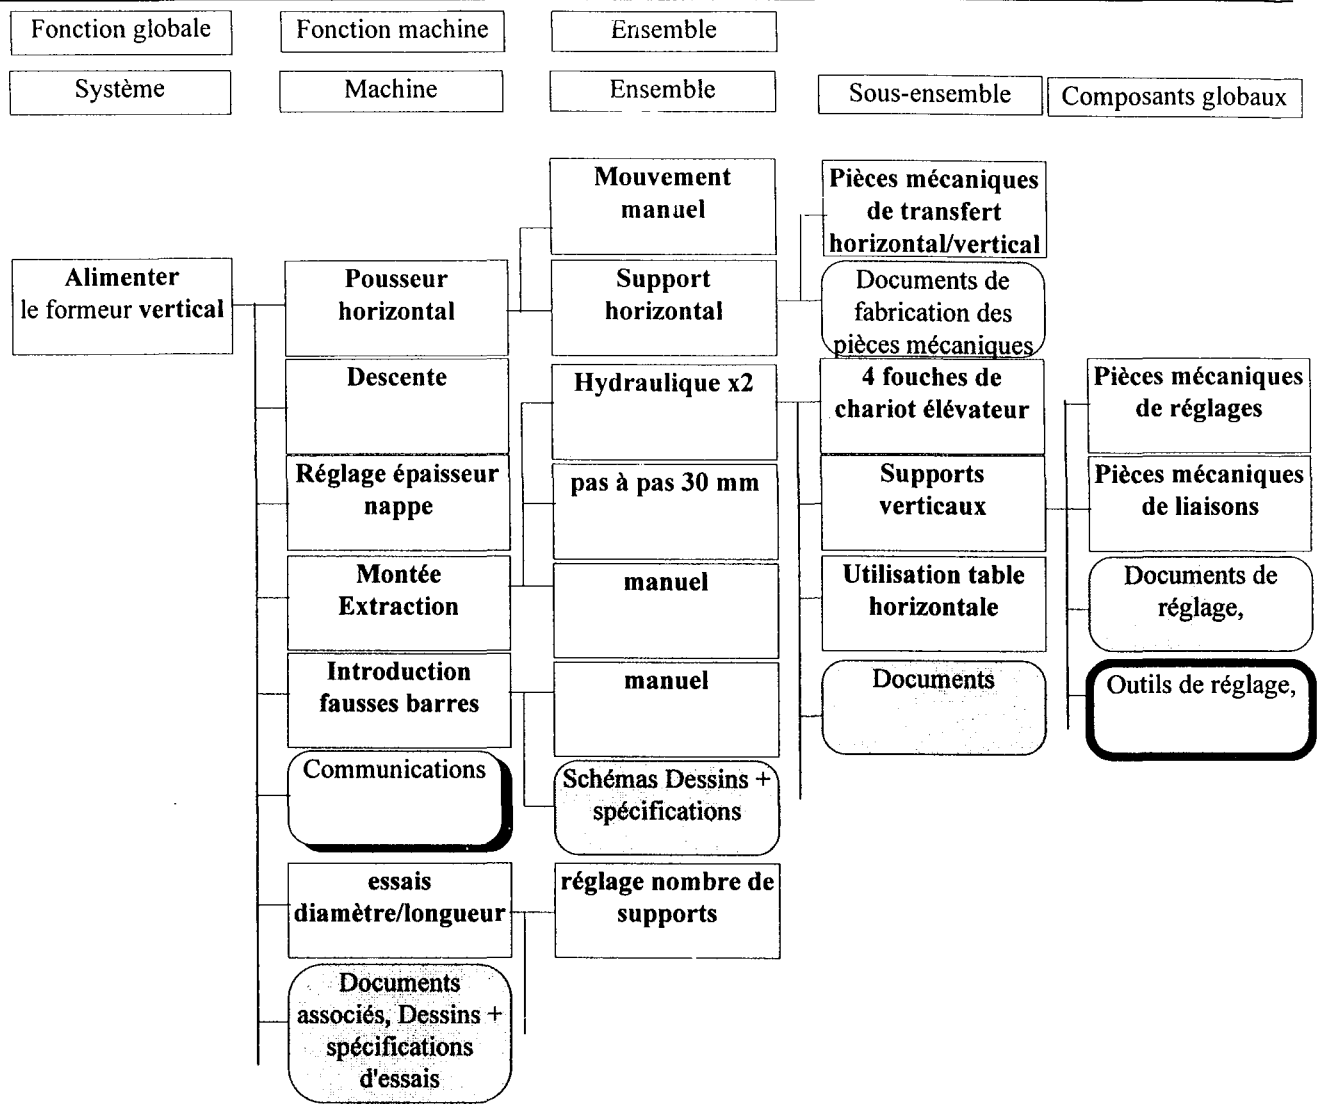 Fonction globale
Fonction machine
Ensemble
Système
Machine
Ensemble
Sous-ensemble
Composants globaux
Alimenter
le formeur vertical
Pousseur
horizontal
Descente
Réglage épaisseur
nappe
Montée
Extraction
Introduction
fausses barres
Communications
essais
diamètre/longueur
Documents
associés, Dessins +
spécifications
d'essais
Mouvement
manuel
Support
horizontal
Hydraulique x2
pas à pas 30 mm
manuel
manuel
Schémas Dessins +
spécifications
réglage nombre de
supports
Pièces mécaniques
de transfert
horizontal/vertical
Documents de
fabrication des
pièces mécaniques
4 fouches de
chariot élévateur
Supports
verticaux
Utilisation table
horizontale
Documents
Pièces mécaniques
de réglages
Pièces mécaniques
de liaisons
Documents de
réglage,
Outils de réglage,